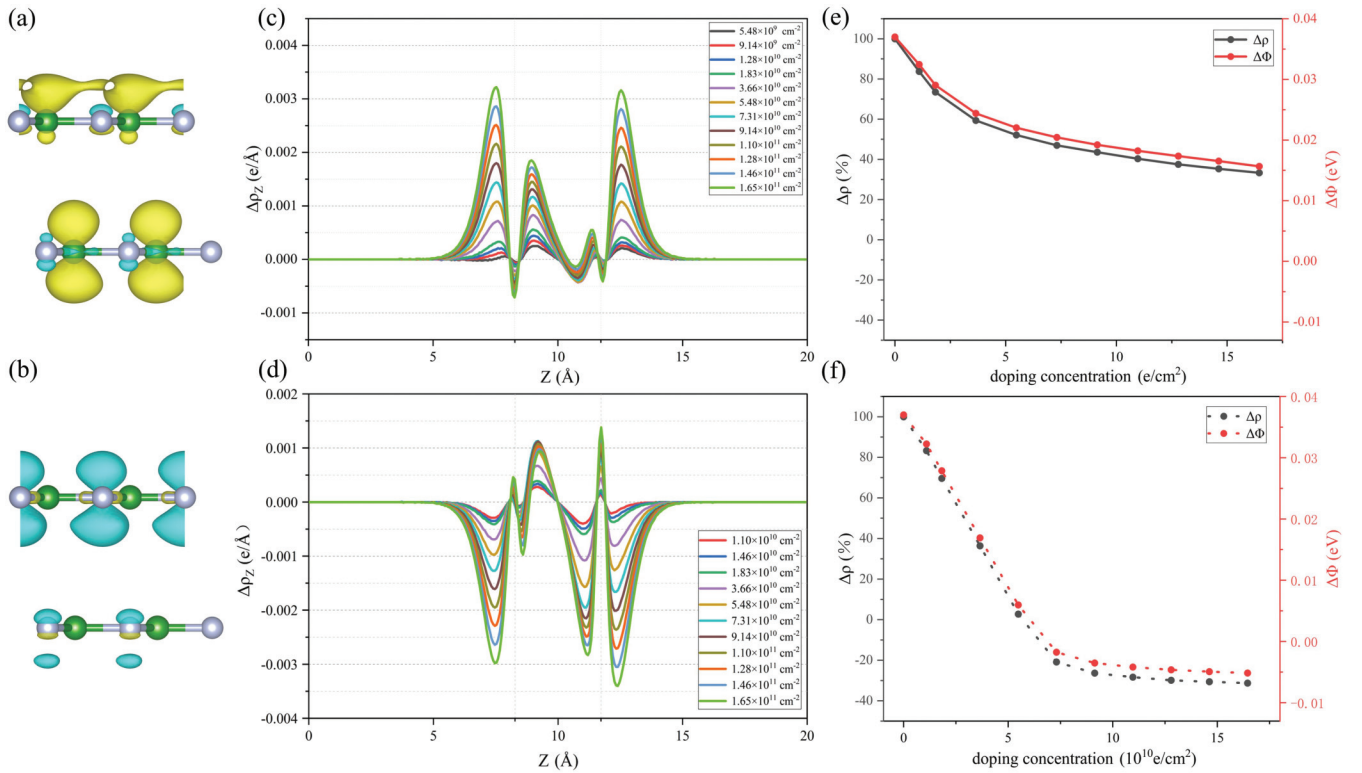 (a)
(c)
0.004
0.003
0.002
0.001
0.000
-0.001
Δρ_Z (e/Å)
0
5
10
15
20
Z (Å)
5.48×10⁹ cm⁻²
9.14×10⁹ cm⁻²
1.28×10¹⁰ cm⁻²
1.83×10¹⁰ cm⁻²
3.66×10¹⁰ cm⁻²
5.48×10¹⁰ cm⁻²
7.31×10¹⁰ cm⁻²
9.14×10¹⁰ cm⁻²
1.10×10¹¹ cm⁻²
1.28×10¹¹ cm⁻²
1.46×10¹¹ cm⁻²
1.65×10¹¹ cm⁻²
(e)
100
80
60
40
20
0
-20
-40
Δρ (%)
Δρ
ΔΦ
0.04
0.03
0.02
0.01
0.00
-0.01
ΔΦ (eV)
0
5
10
15
doping concentration (e/cm²)
(b)
(d)
0.002
0.001
0.000
-0.001
-0.002
-0.003
-0.004
Δρ_Z (e/Å)
0
5
10
15
20
Z (Å)
1.10×10¹⁰ cm⁻²
1.46×10¹⁰ cm⁻²
1.83×10¹⁰ cm⁻²
3.66×10¹⁰ cm⁻²
5.48×10¹⁰ cm⁻²
7.31×10¹⁰ cm⁻²
9.14×10¹⁰ cm⁻²
1.10×10¹¹ cm⁻²
1.28×10¹¹ cm⁻²
1.46×10¹¹ cm⁻²
1.65×10¹¹ cm⁻²
(f)
100
80
60
40
20
0
-20
-40
Δρ (%)
Δρ
ΔΦ
0.04
0.03
0.02
0.01
0.00
-0.01
ΔΦ (eV)
0
5
10
15
doping concentration (10¹⁰e/cm²)